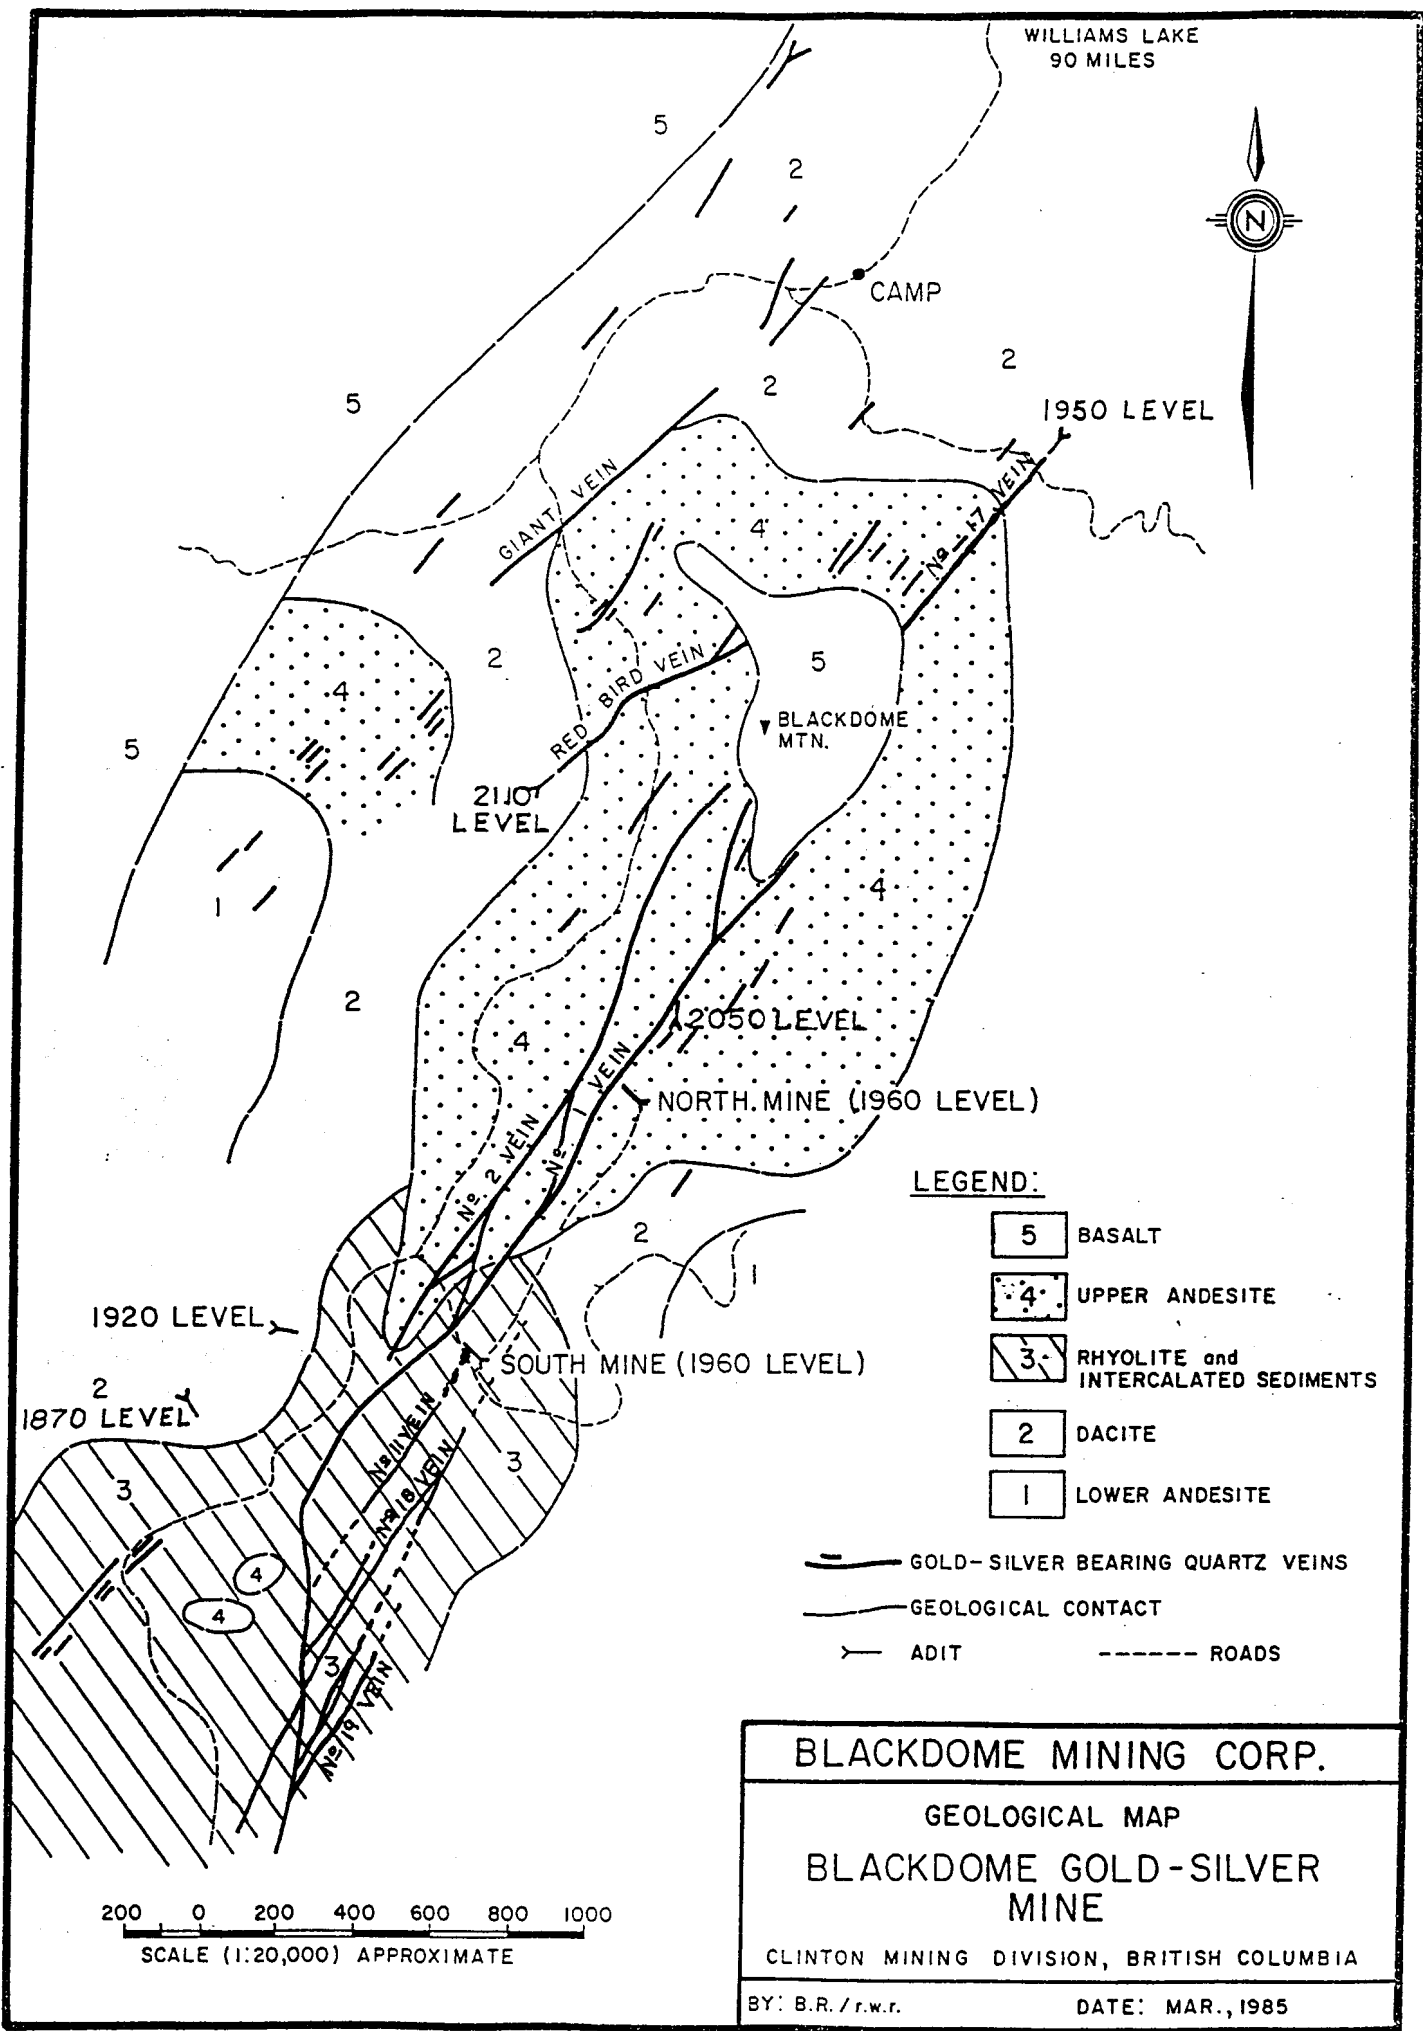 WILLIAMS LAKE
90 MILES
5
2
N
CAMP
2
2
5
1950 LEVEL
GIANT VEIN
4
Nº 17 VEIN
2
5
4
RED BIRD VEIN
BLACKDOME
MTN.
5
2110
LEVEL
4
1
2
2050 LEVEL
4
Nº 1 VEIN
NORTH MINE (1960 LEVEL)
Nº 2 VEIN
2
1
1920 LEVEL
SOUTH MINE (1960 LEVEL)
2
1870 LEVEL
Nº 11 VEIN
3
3
Nº 18 VEIN
4
4
3
Nº 19 VEIN
LEGEND:
5 BASALT
4 UPPER ANDESITE
3 RHYOLITE and
INTERCALATED SEDIMENTS
2 DACITE
1 LOWER ANDESITE
GOLD-SILVER BEARING QUARTZ VEINS
GEOLOGICAL CONTACT
ADIT ROADS
200 0 200 400 600 800 1000
SCALE (1:20,000) APPROXIMATE
BLACKDOME MINING CORP.
GEOLOGICAL MAP
BLACKDOME GOLD-SILVER
MINE
CLINTON MINING DIVISION, BRITISH COLUMBIA
BY: B.R./r.w.r. DATE: MAR., 1985